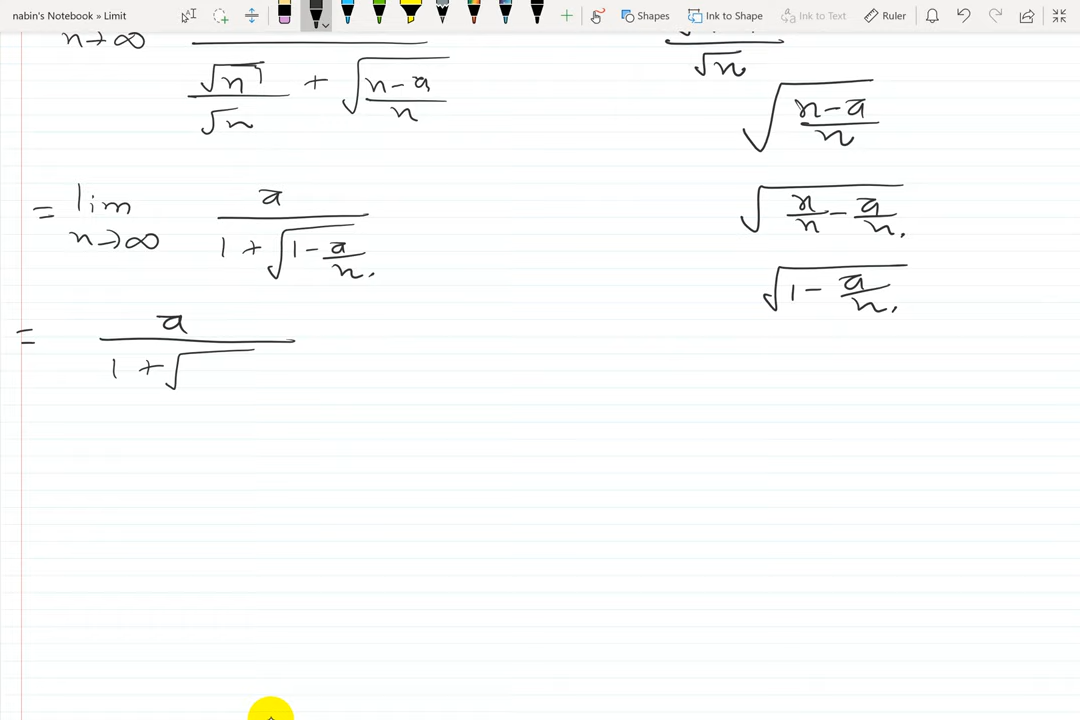 nabin's Notebook » Limit
Shapes
Ink to Shape
Ink to Text
Ruler
n→∞
√n/√n + √((n-a)/n)
√n
√((n-a)/n)
= lim n→∞ a/(1+√(1-a/n))
√(n/n - a/n)
√(1 - a/n)
= a/(1+√